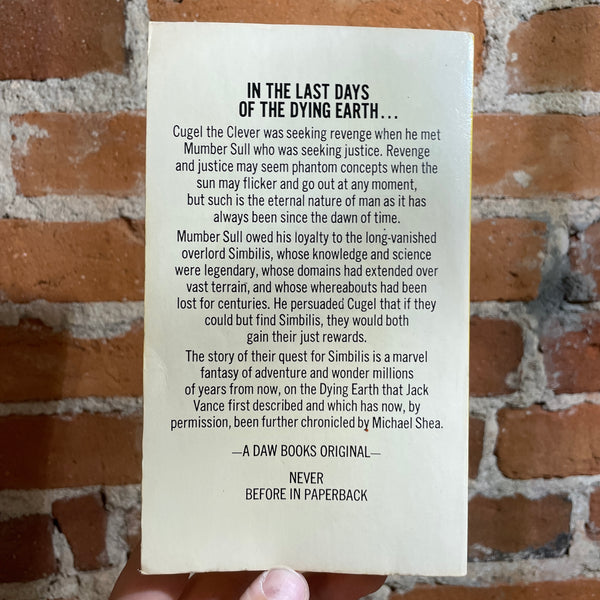 IN THE LAST DAYS
OF THE DYING EARTH...
Cugel the Clever was seeking revenge when he met
Mumber Sull who was seeking justice. Revenge
and justice may seem phantom concepts when the
sun may flicker and go out at any moment,
but such is the eternal nature of man as it has
always been since the dawn of time.
Mumber Sull owed his loyalty to the long-vanished
overlord Simbilis, whose knowledge and science
were legendary, whose domains had extended over
vast terrain, and whose whereabouts had been
lost for centuries. He persuaded Cugel that if they
could but find Simbilis, they would both
gain their just rewards.
The story of their quest for Simbilis is a marvel
fantasy of adventure and wonder millions
of years from now, on the Dying Earth that Jack
Vance first described and which has now, by
permission, been further chronicled by Michael Shea.
—A DAW BOOKS ORIGINAL—
NEVER
BEFORE IN PAPERBACK